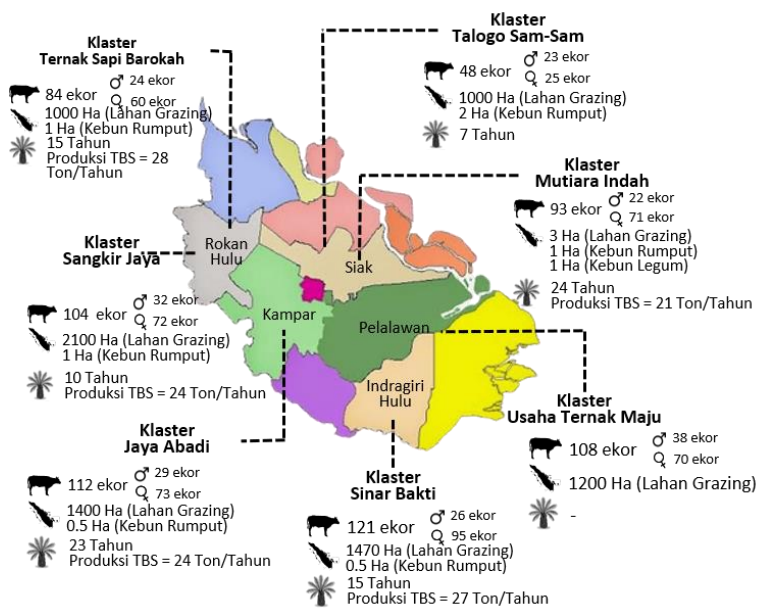 Klaster
Ternak Sapi Barokah
84 ekor
♂ 24 ekor
♀ 60 ekor
1000 Ha (Lahan Grazing)
1 Ha (Kebun Rumput)
15 Tahun
Produksi TBS = 28
Ton/Tahun
Klaster
Talogo Sam-Sam
48 ekor
♂ 23 ekor
♀ 25 ekor
1000 Ha (Lahan Grazing)
2 Ha (Kebun Rumput)
7 Tahun
Klaster
Mutiara Indah
93 ekor
♂ 22 ekor
♀ 71 ekor
3 Ha (Lahan Grazing)
1 Ha (Kebun Rumput)
1 Ha (Kebun Legum)
24 Tahun
Produksi TBS = 21 Ton/Tahun
Klaster
Sangkir Jaya
104 ekor
♂ 32 ekor
♀ 72 ekor
2100 Ha (Lahan Grazing)
1 Ha (Kebun Rumput)
10 Tahun
Produksi TBS = 24 Ton/Tahun
Rokan
Hulu
Siak
Kampar
Pelalawan
Indragiri
Hulu
Klaster
Jaya Abadi
112 ekor
♂ 29 ekor
♀ 73 ekor
1400 Ha (Lahan Grazing)
0.5 Ha (Kebun Rumput)
23 Tahun
Produksi TBS = 24 Ton/Tahun
Klaster
Sinar Bakti
121 ekor
♂ 26 ekor
♀ 95 ekor
1470 Ha (Lahan Grazing)
0.5 Ha (Kebun Rumput)
15 Tahun
Produksi TBS = 27 Ton/Tahun
Klaster
Usaha Ternak Maju
108 ekor
♂ 38 ekor
♀ 70 ekor
1200 Ha (Lahan Grazing)
-